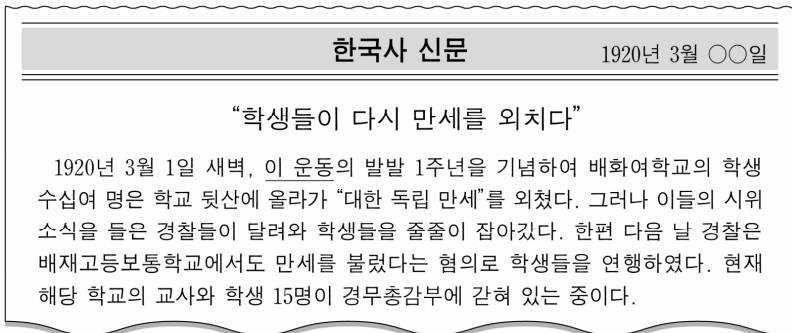 한국사 신문
1920년 3월 ○○일
“학생들이 다시 만세를 외치다”
1920년 3월 1일 새벽, 이 운동의 발발 1주년을 기념하여 배화여학교의 학생
수십여 명은 학교 뒷산에 올라가 “대한 독립 만세”를 외쳤다. 그러나 이들의 시위
소식을 들은 경찰들이 달려와 학생들을 줄줄이 잡아갔다. 한편 다음 날 경찰은
배재고등보통학교에서도 만세를 불렀다는 혐의로 학생들을 연행하였다. 현재
해당 학교의 교사와 학생 15명이 경무총감부에 갇혀 있는 중이다.